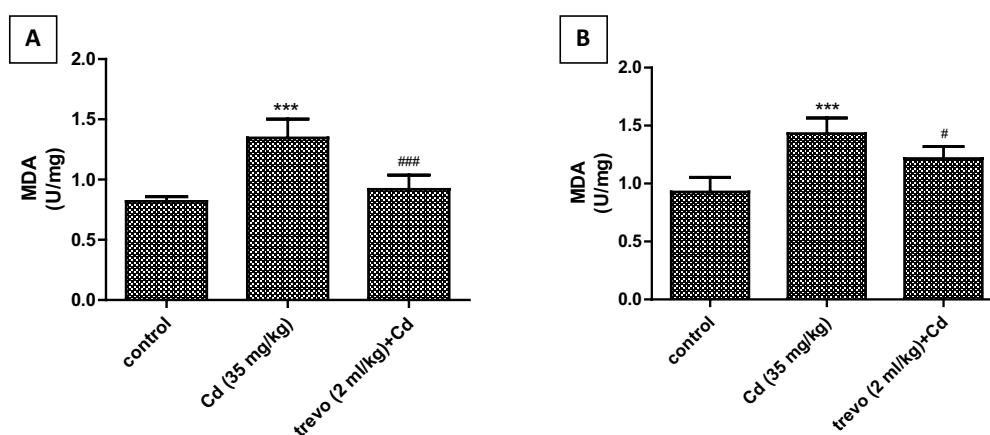 A
MDA
(U/mg)
2.0
1.5
1.0
0.5
0.0
***
###
control
Cd (35 mg/kg)
trevo (2 ml/kg)+Cd
B
MDA
(U/mg)
2.0
1.5
1.0
0.5
0.0
***
#
control
Cd (35 mg/kg)
trevo (2 ml/kg)+Cd